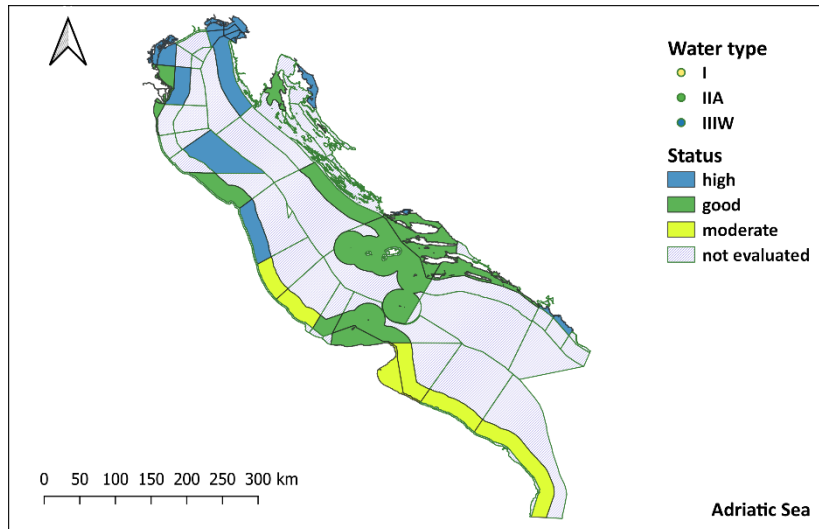 Water type
I
IIA
IIIW
Status
high
good
moderate
not evaluated
0 50 100 150 200 250 300 km
Adriatic Sea